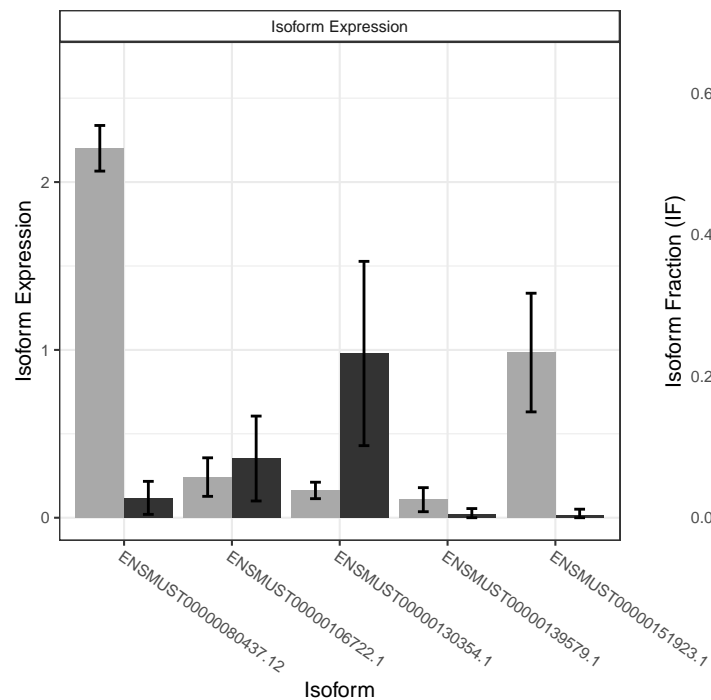 Isoform Expression
Isoform Expression
2
1
0
ENSMUST00000080437.12
ENSMUST00000106722.1
ENSMUST00000130354.1
ENSMUST00000139579.1
ENSMUST00000151923.1
Isoform
Isoform Fraction (IF)
0.6
0.4
0.2
0.0